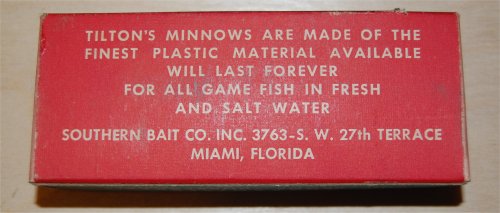 TILTON'S MINNOWS ARE MADE OF THE
FINEST PLASTIC MATERIAL AVAILABLE
WILL LAST FOREVER
FOR ALL GAME FISH IN FRESH
AND SALT WATER
SOUTHERN BAIT CO. INC. 3763-S. W. 27th TERRACE
MIAMI, FLORIDA